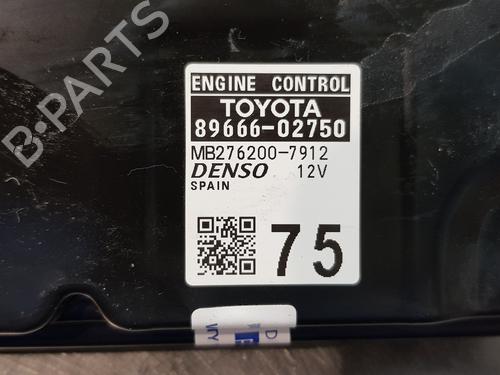 B-PARTS
ENGINE CONTROL
TOYOTA
89666-02750
MB276200-7912
DENSO 12V
SPAIN
75